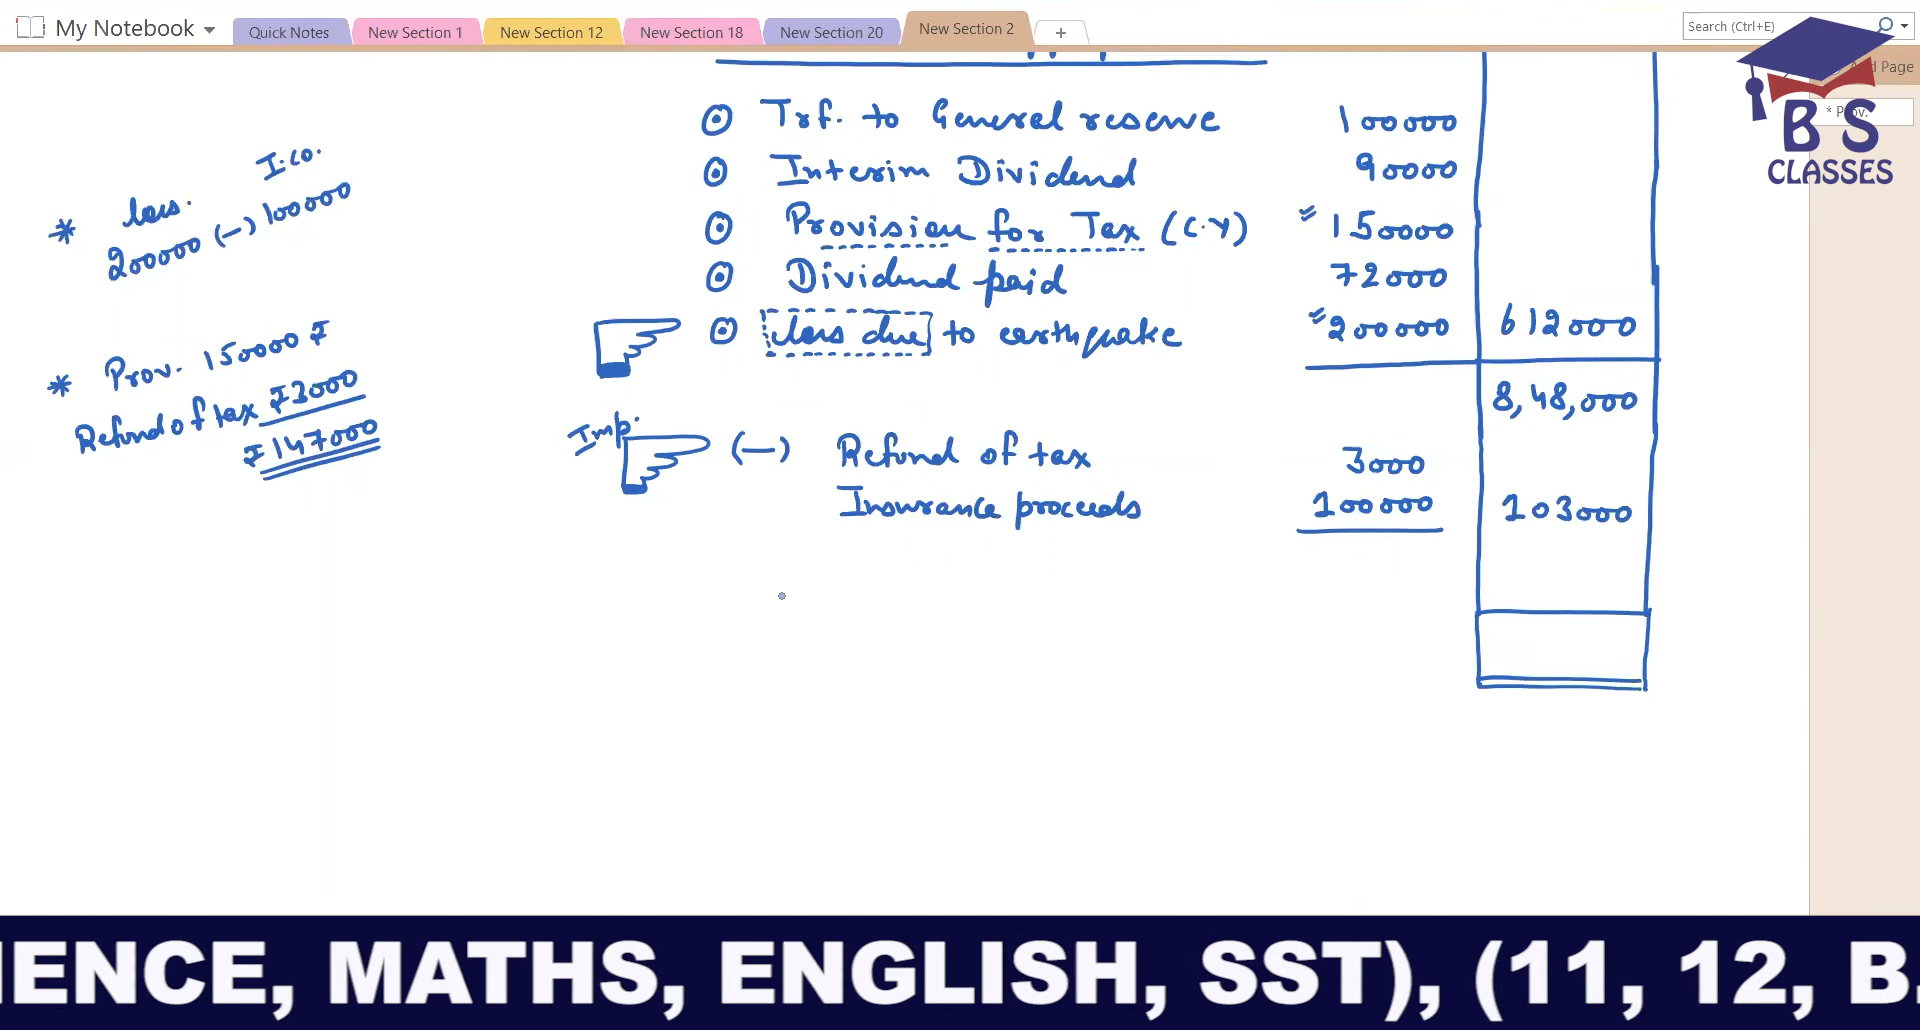 My Notebook
Quick Notes
New Section 1
New Section 12
New Section 18
New Section 20
New Section 2
+
Search (Ctrl+E)
d Page
* Prov.
B S
CLASSES
Trf. to General reserve 100000
Interim Dividend 90000
Provision for Tax (C.Y) 150000
Dividend paid 72000
loss due to earthquake 200000 612000
8,48,000
Imp.
(—) Refund of tax 3000
Insurance proceeds 100000 103000
I.co.
* loss.
200000 (—) 100000
* Prov. 150000 ₹
Refund of tax ₹3000
₹147000
IENCE, MATHS, ENGLISH, SST), (11, 12, B.